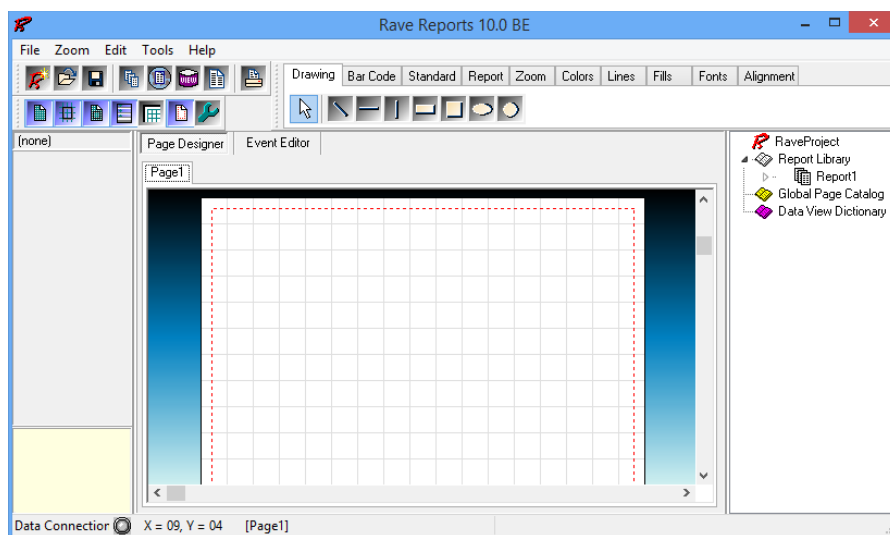 Rave Reports 10.0 BE
File Zoom Edit Tools Help
Drawing Bar Code Standard Report Zoom Colors Lines Fills Fonts Alignment
(none)
Page Designer Event Editor
Page1
RaveProject
Report Library
Report1
Global Page Catalog
Data View Dictionary
Data Connection X = 09, Y = 04 [Page1]